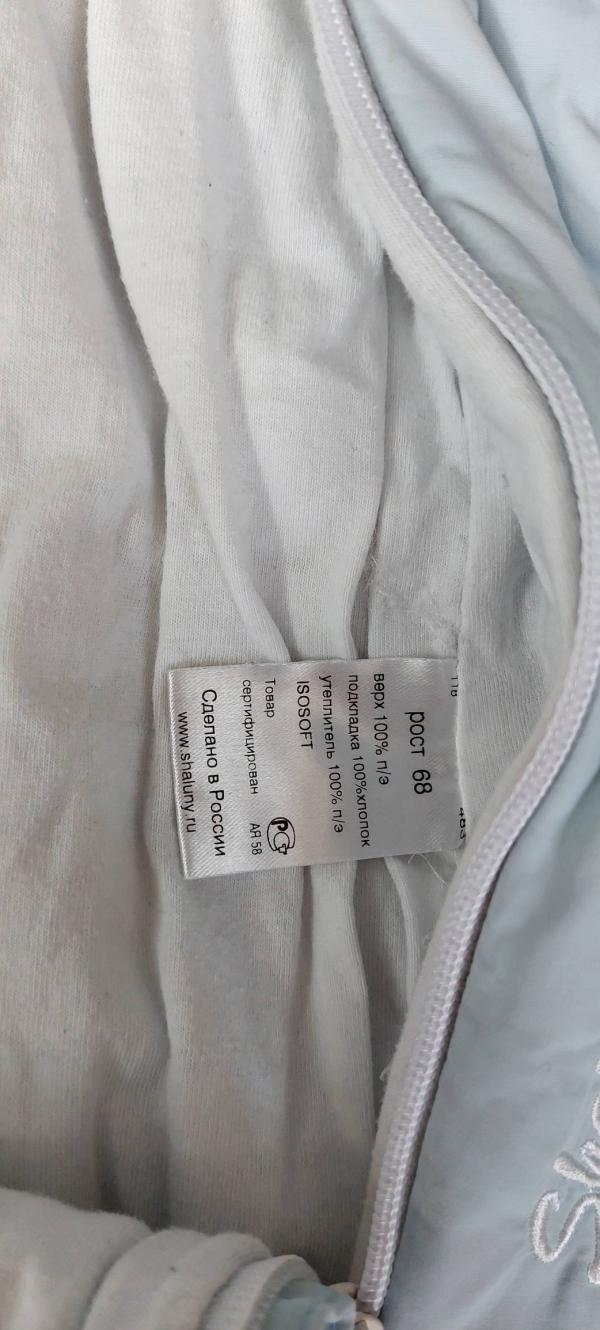 рост 68
верх 100% п/э
подкладка 100%хлопок
утеплитель 100% п/э
ISOSOFT
Товар
сертифицирован
АЯ 58
Сделано в России
www.shaluny.ru